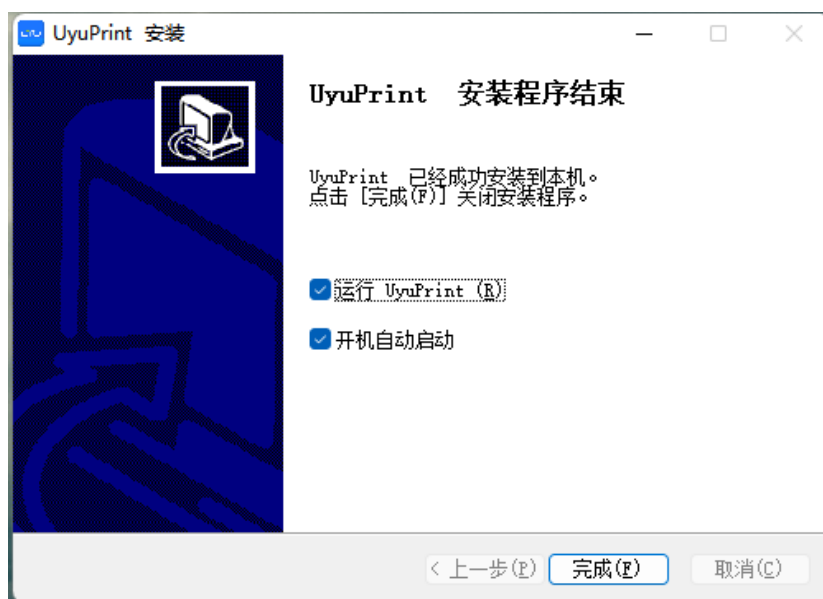 UyuPrint 安装
UyuPrint 安装程序结束
UyuPrint 已经成功安装到本机。
点击 [完成(F)] 关闭安装程序。
运行 UyuPrint (R)
开机自动启动
< 上一步(P) 完成(F) 取消(C)